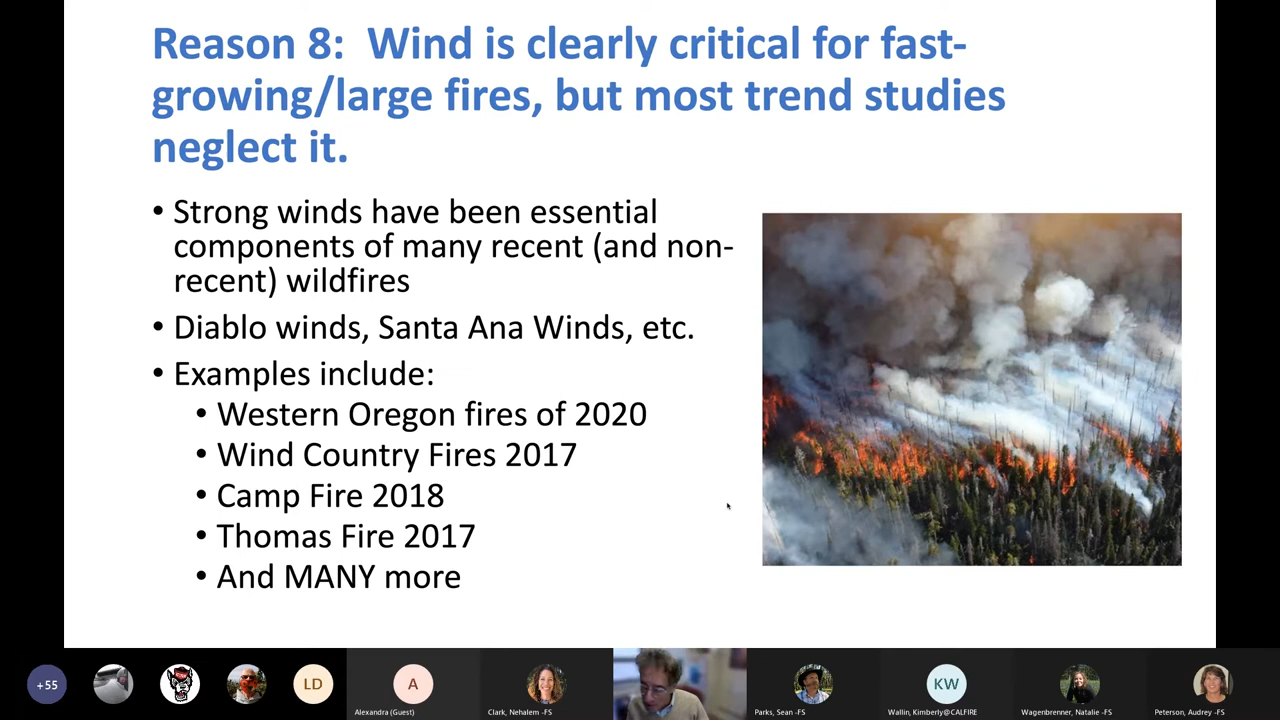 Reason 8:  Wind is clearly critical for fast-
growing/large fires, but most trend studies
neglect it.
• Strong winds have been essential
components of many recent (and non-
recent) wildfires
• Diablo winds, Santa Ana Winds, etc.
• Examples include:
• Western Oregon fires of 2020
• Wind Country Fires 2017
• Camp Fire 2018
• Thomas Fire 2017
• And MANY more
+55
LD
A
KW
Alexandra (Guest)
Clark, Nehalem -FS
Parks, Sean -FS
Wallin, Kimberly@CALFIRE
Wagenbrenner, Natalie -FS
Peterson, Audrey -FS